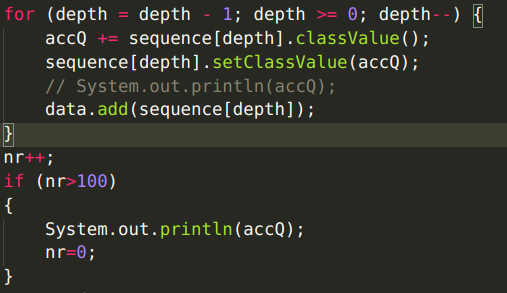 for (depth = depth - 1; depth >= 0; depth--) {
    accQ += sequence[depth].classValue();
    sequence[depth].setClassValue(accQ);
    // System.out.println(accQ);
    data.add(sequence[depth]);
}
nr++;
if (nr>100)
{
    System.out.println(accQ);
    nr=0;
}